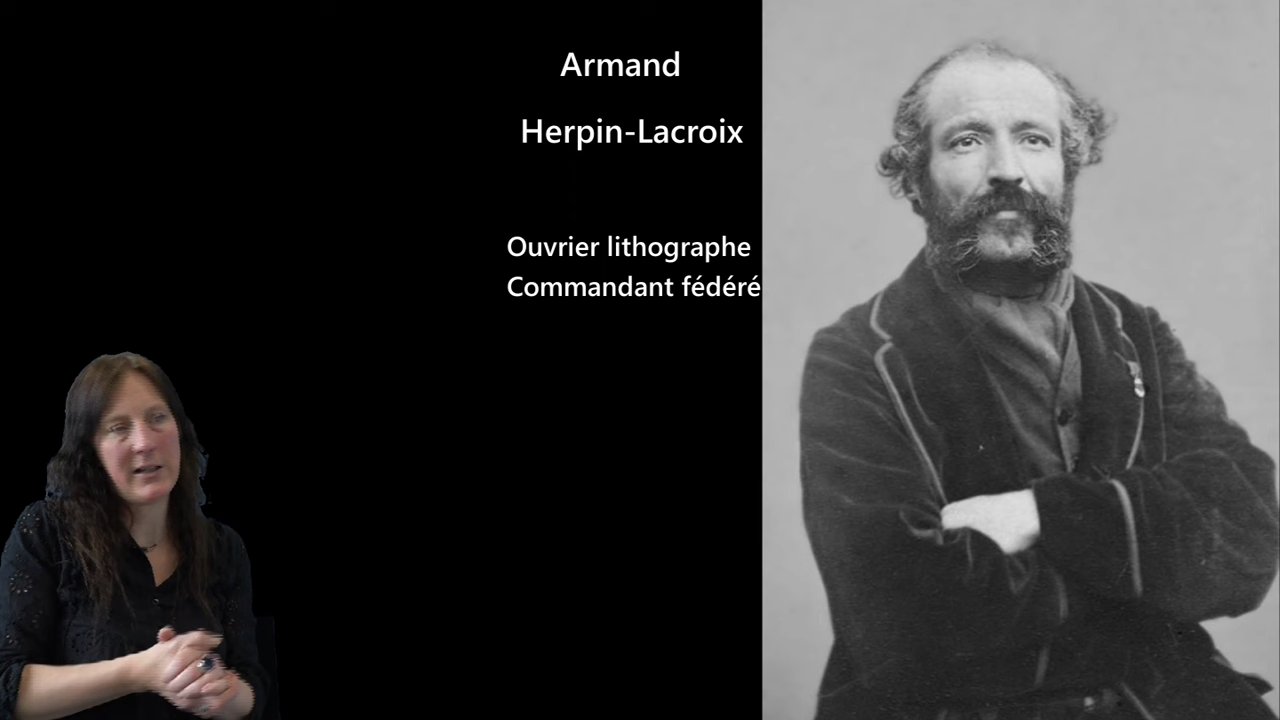 Armand
Herpin-Lacroix
Ouvrier lithographe
Commandant fédéré